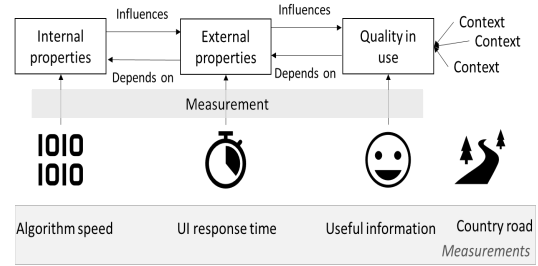 Influences
Influences
Internal
properties
External
properties
Quality in
use
Context
Context
Context
Depends on
Depends on
Measurement
1010
1010
Algorithm speed
UI response time
Useful information
Country road
Measurements